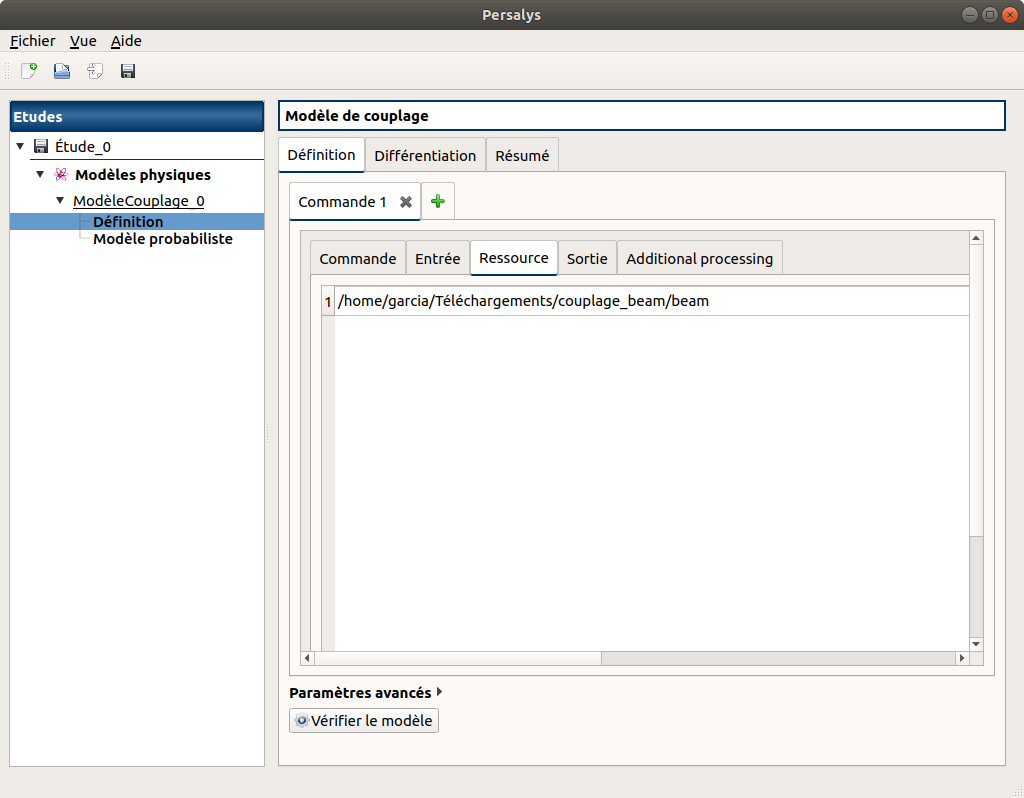 Persalys
Fichier Vue Aide
Etudes
Étude_0
Modèles physiques
ModèleCouplage_0
Définition
Modèle probabiliste
Modèle de couplage
Définition Différentiation Résumé
Commande 1
Commande Entrée Ressource Sortie Additional processing
1 /home/garcia/Téléchargements/couplage_beam/beam
Paramètres avancés
Vérifier le modèle